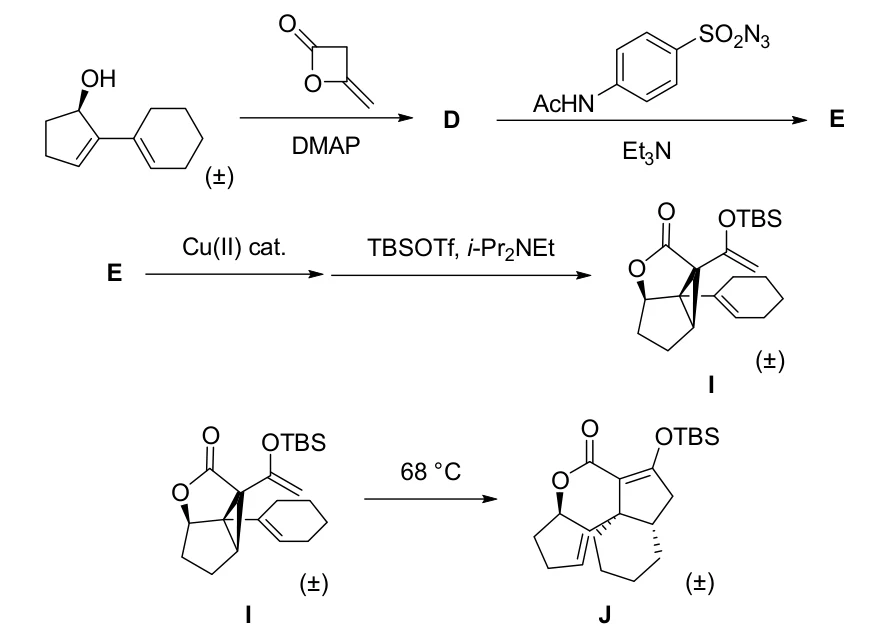 O
OH
O
SO₂N₃
AcHN
DMAP
D
Et₃N
E
(±)
E
Cu(II) cat.
TBSOTf, i-Pr₂NEt
O
OTBS
O
(±)
I
O
OTBS
O
68 °C
O
OTBS
O
(±)
(±)
I
J